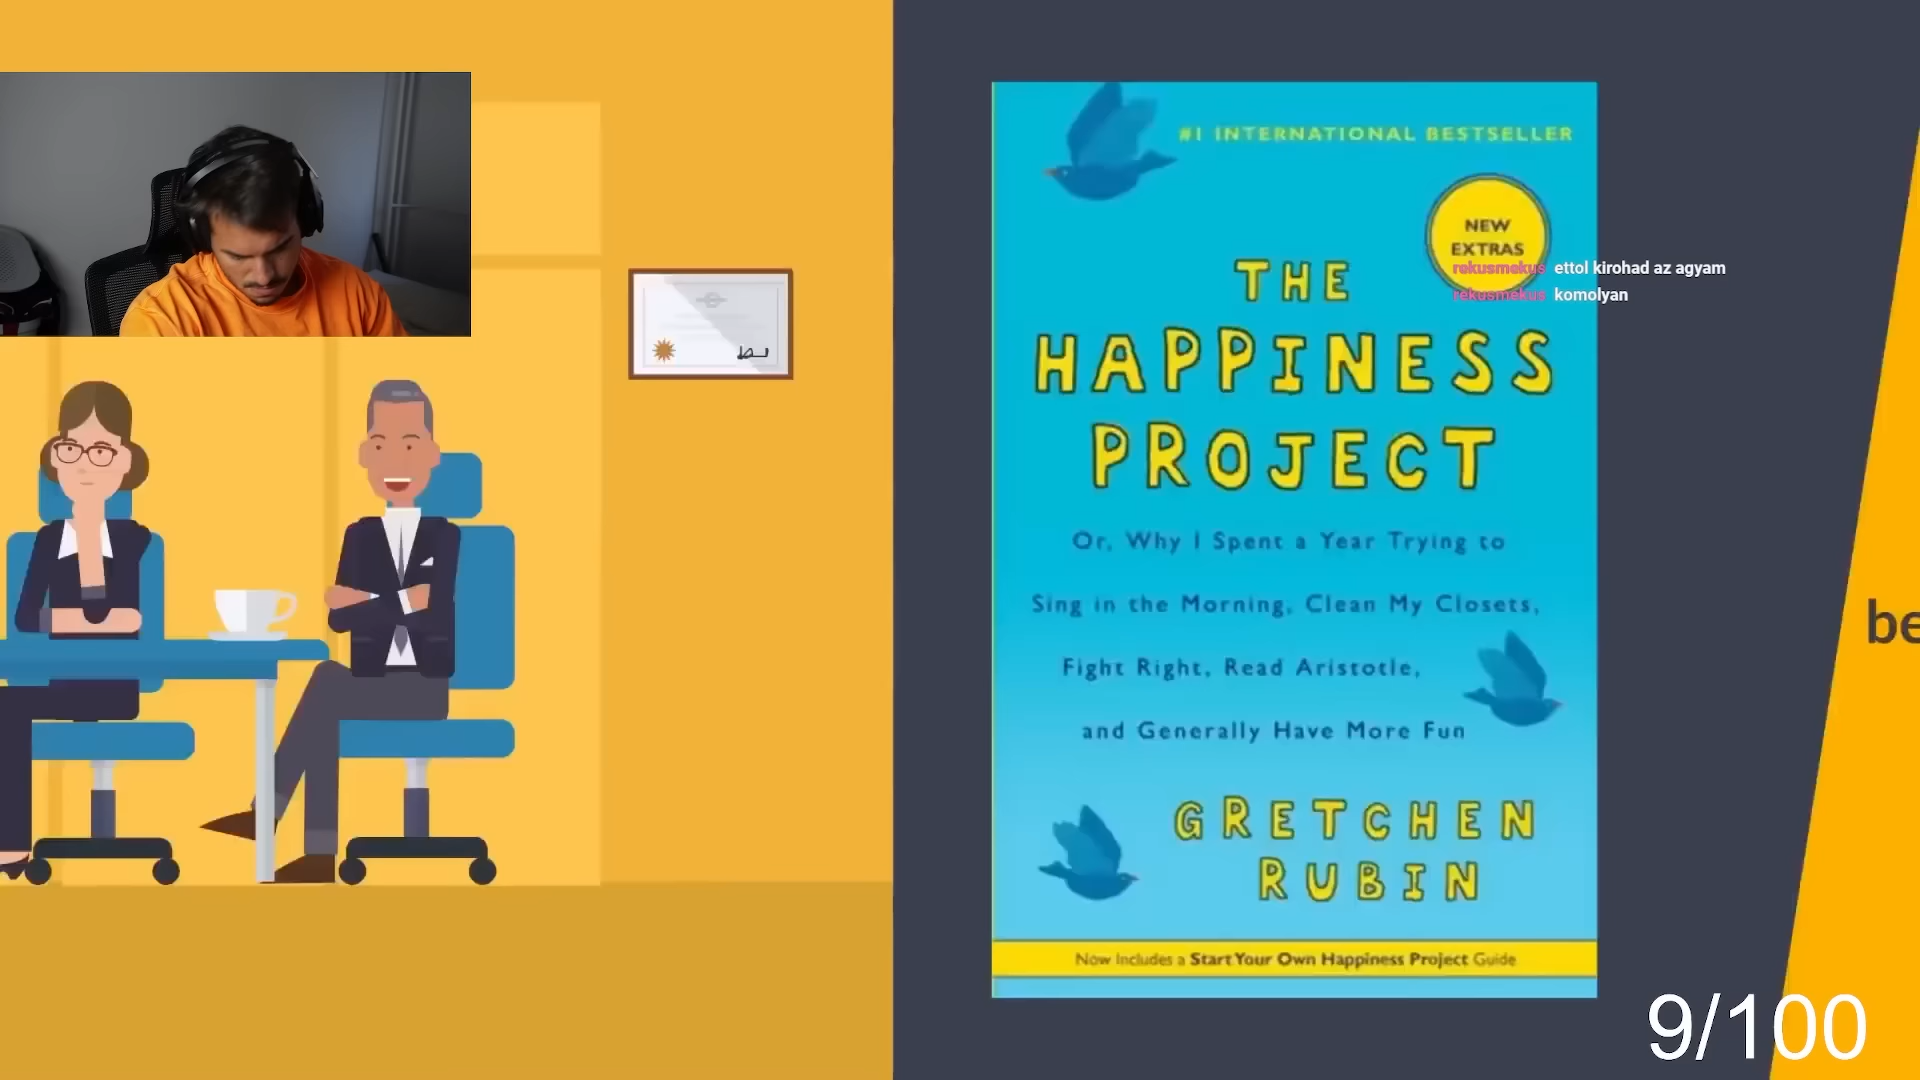 #1 INTERNATIONAL BESTSELLER
NEW
EXTRAS
rekusmekus ettol kirohad az agyam
rekusmekus komolyan
THE
HAPPINESS
PROJECT
Or, Why I Spent a Year Trying to
Sing in the Morning, Clean My Closets,
Fight Right, Read Aristotle,
and Generally Have More Fun
GRETCHEN
RUBIN
Now Includes a Start Your Own Happiness Project Guide
be
9/100